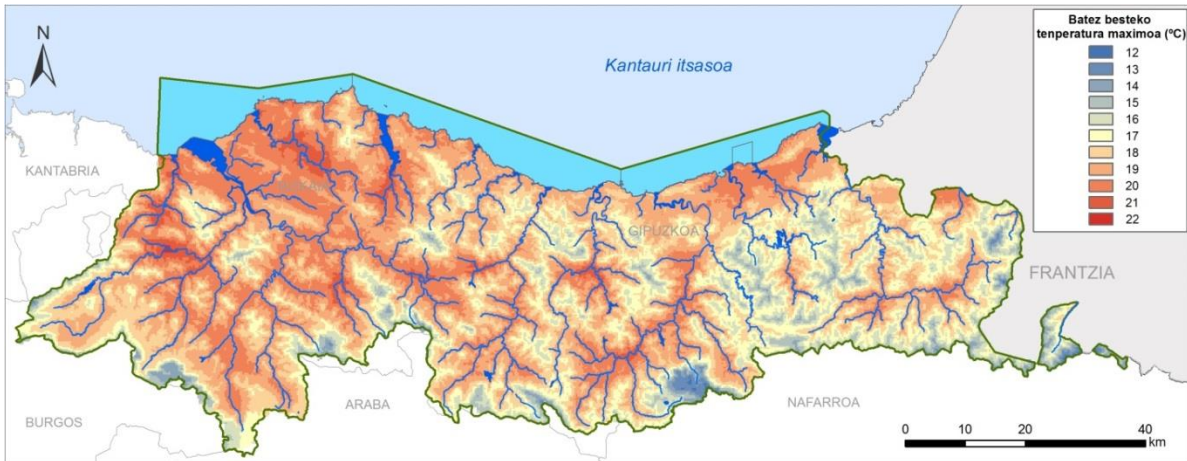 N
Kantauri itsasoa
Batez besteko
tenperatura maximoa (ºC)
12
13
14
15
16
17
18
19
20
21
22
KANTABRIA
BIZKAIA
GIPUZKOA
FRANTZIA
ARABA
NAFARROA
BURGOS
0 10 20 40
km